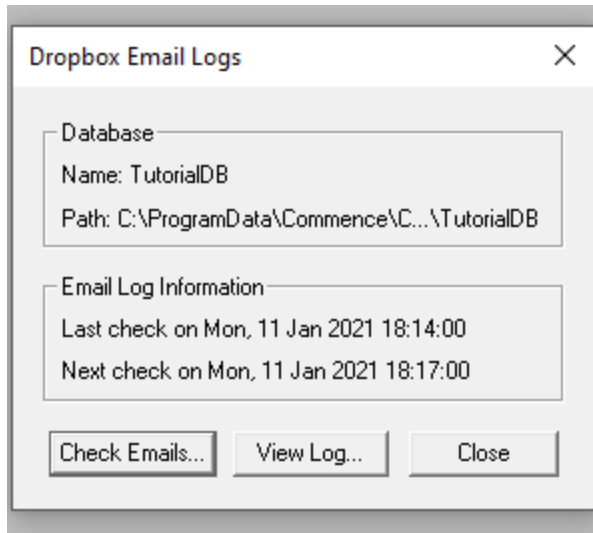 Dropbox Email Logs
Database
Name: TutorialDB
Path: C:\ProgramData\Commence\C...\TutorialDB
Email Log Information
Last check on Mon, 11 Jan 2021 18:14:00
Next check on Mon, 11 Jan 2021 18:17:00
Check Emails... View Log... Close